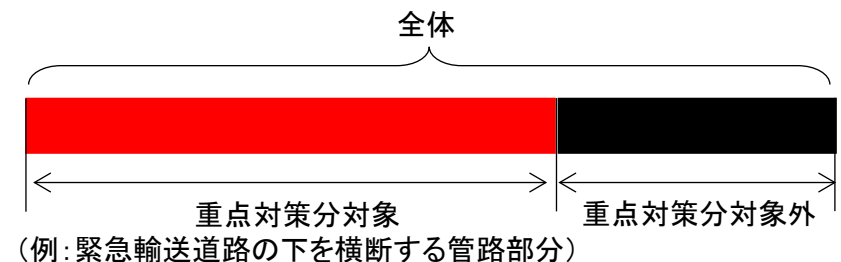 全体
重点対策分対象
重点対策分対象外
（例：緊急輸送道路の下を横断する管路部分）